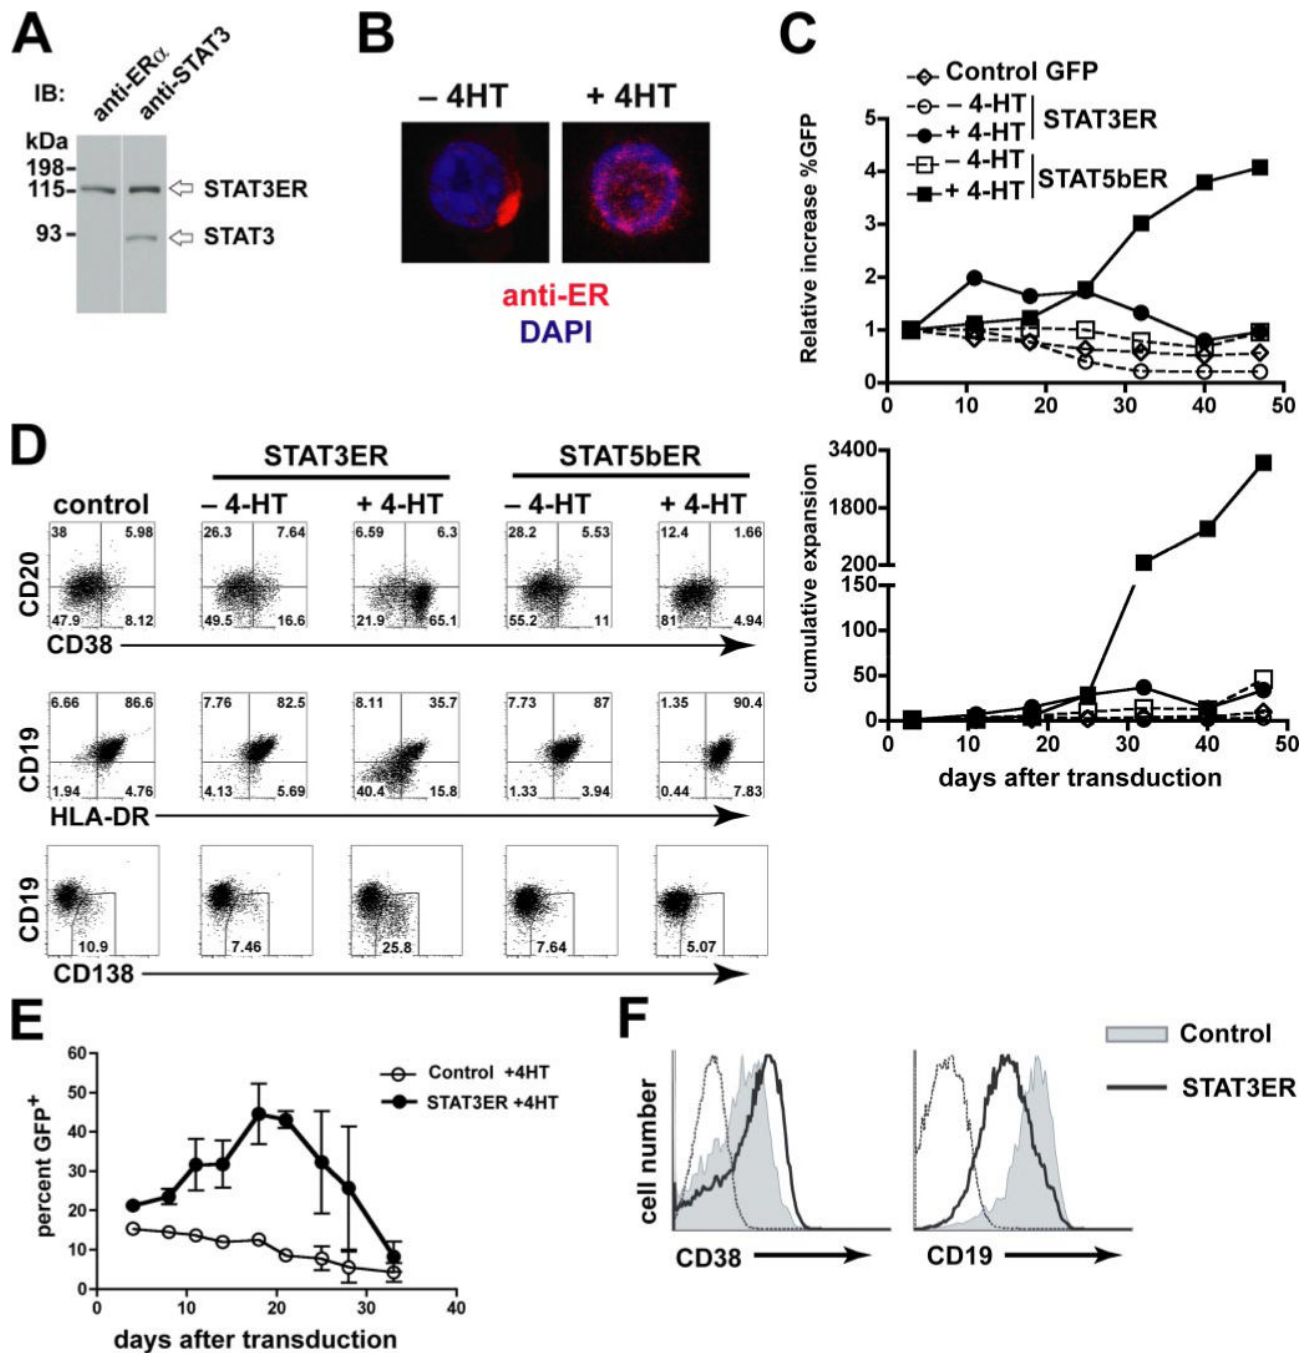 A
IB:
anti-ERα
anti-STAT3
kDa
198
115
93
STAT3ER
STAT3
B
– 4HT
+ 4HT
anti-ER
DAPI
C
Control GFP
– 4-HT
+ 4-HT
STAT3ER
– 4-HT
+ 4-HT
STAT5bER
Relative increase %GFP
5
4
3
2
1
0
0 10 20 30 40 50
cumulative expansion
3400
1800
200
150
100
50
0
0 10 20 30 40 50
days after transduction
D
STAT3ER
STAT5bER
control
– 4-HT
+ 4-HT
– 4-HT
+ 4-HT
CD20
38 5.98
47.9 8.12
26.3 7.64
49.5 16.6
6.59 6.3
21.9 65.1
28.2 5.53
55.2 11
12.4 1.66
81 4.94
CD38
CD19
6.66 86.6
1.94 4.76
7.76 82.5
4.13 5.69
8.11 35.7
40.4 15.8
7.73 87
1.33 3.94
1.35 90.4
0.44 7.83
HLA-DR
CD19
10.9
7.46
25.8
7.64
5.07
CD138
E
percent GFP+
60
50
40
30
20
10
0
0 10 20 30 40
Control +4HT
STAT3ER +4HT
days after transduction
F
cell number
CD38
CD19
Control
STAT3ER